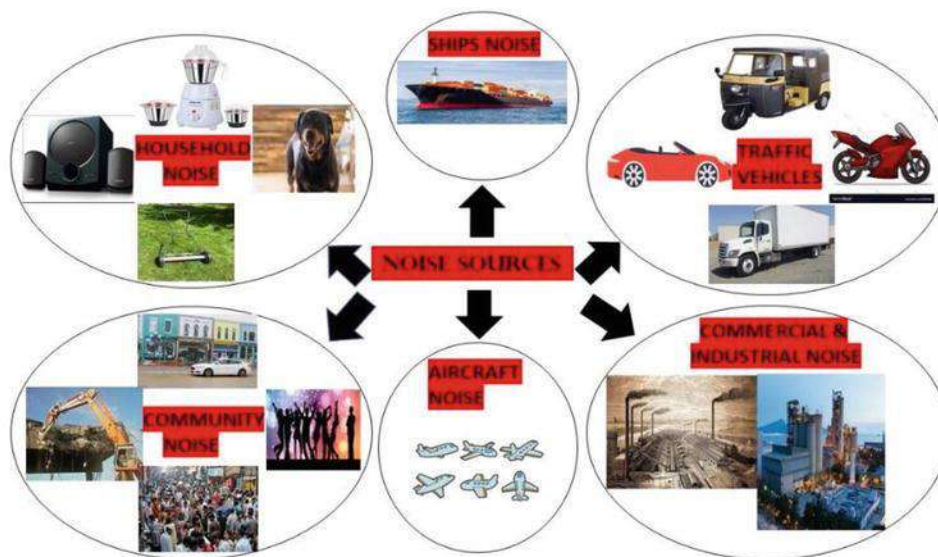 SHIPS NOISE
HOUSEHOLD
NOISE
TRAFFIC
VEHICLES
NOISE SOURCES
COMMUNITY
NOISE
AIRCRAFT
NOISE
COMMERCIAL &
INDUSTRIAL NOISE